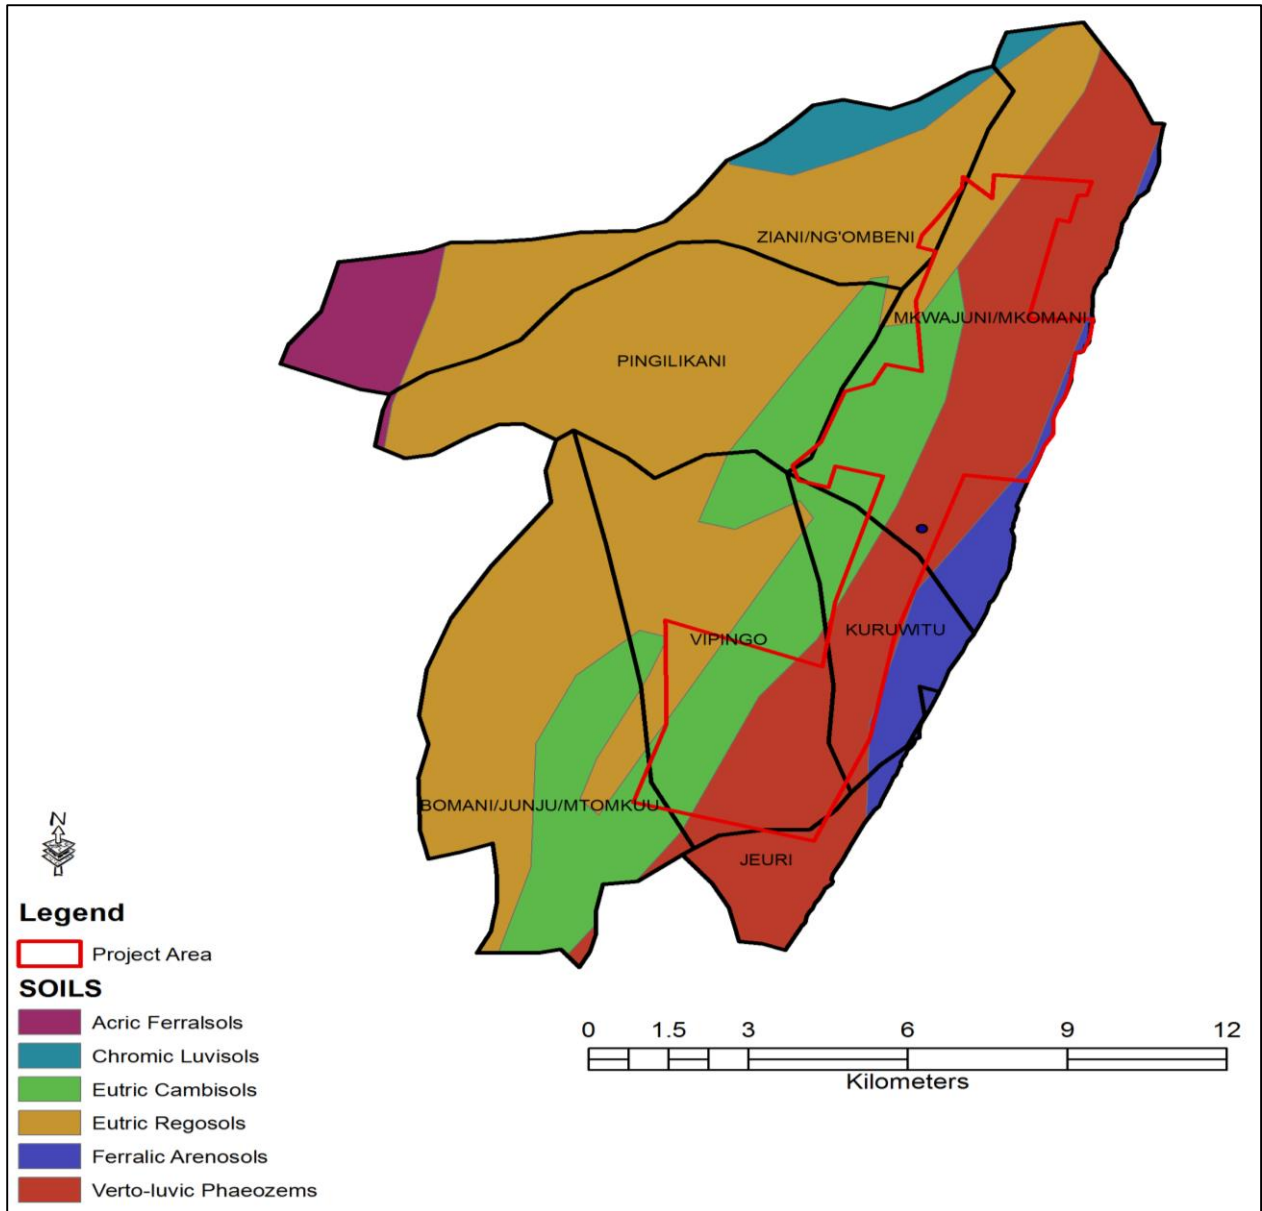 ZIANI/NG'OMBENI
MKWAJUNI/MKOMANI
PINGILIKANI
KURUWITU
VIPINGO
BOMANI/JUNJU/MTOMKUU
JEURI
N
Legend
Project Area
SOILS
Acric Ferralsols
Chromic Luvisols
Eutric Cambisols
Eutric Regosols
Ferralic Arenosols
Verto-luvic Phaeozems
0 1.5 3 6 9 12
Kilometers